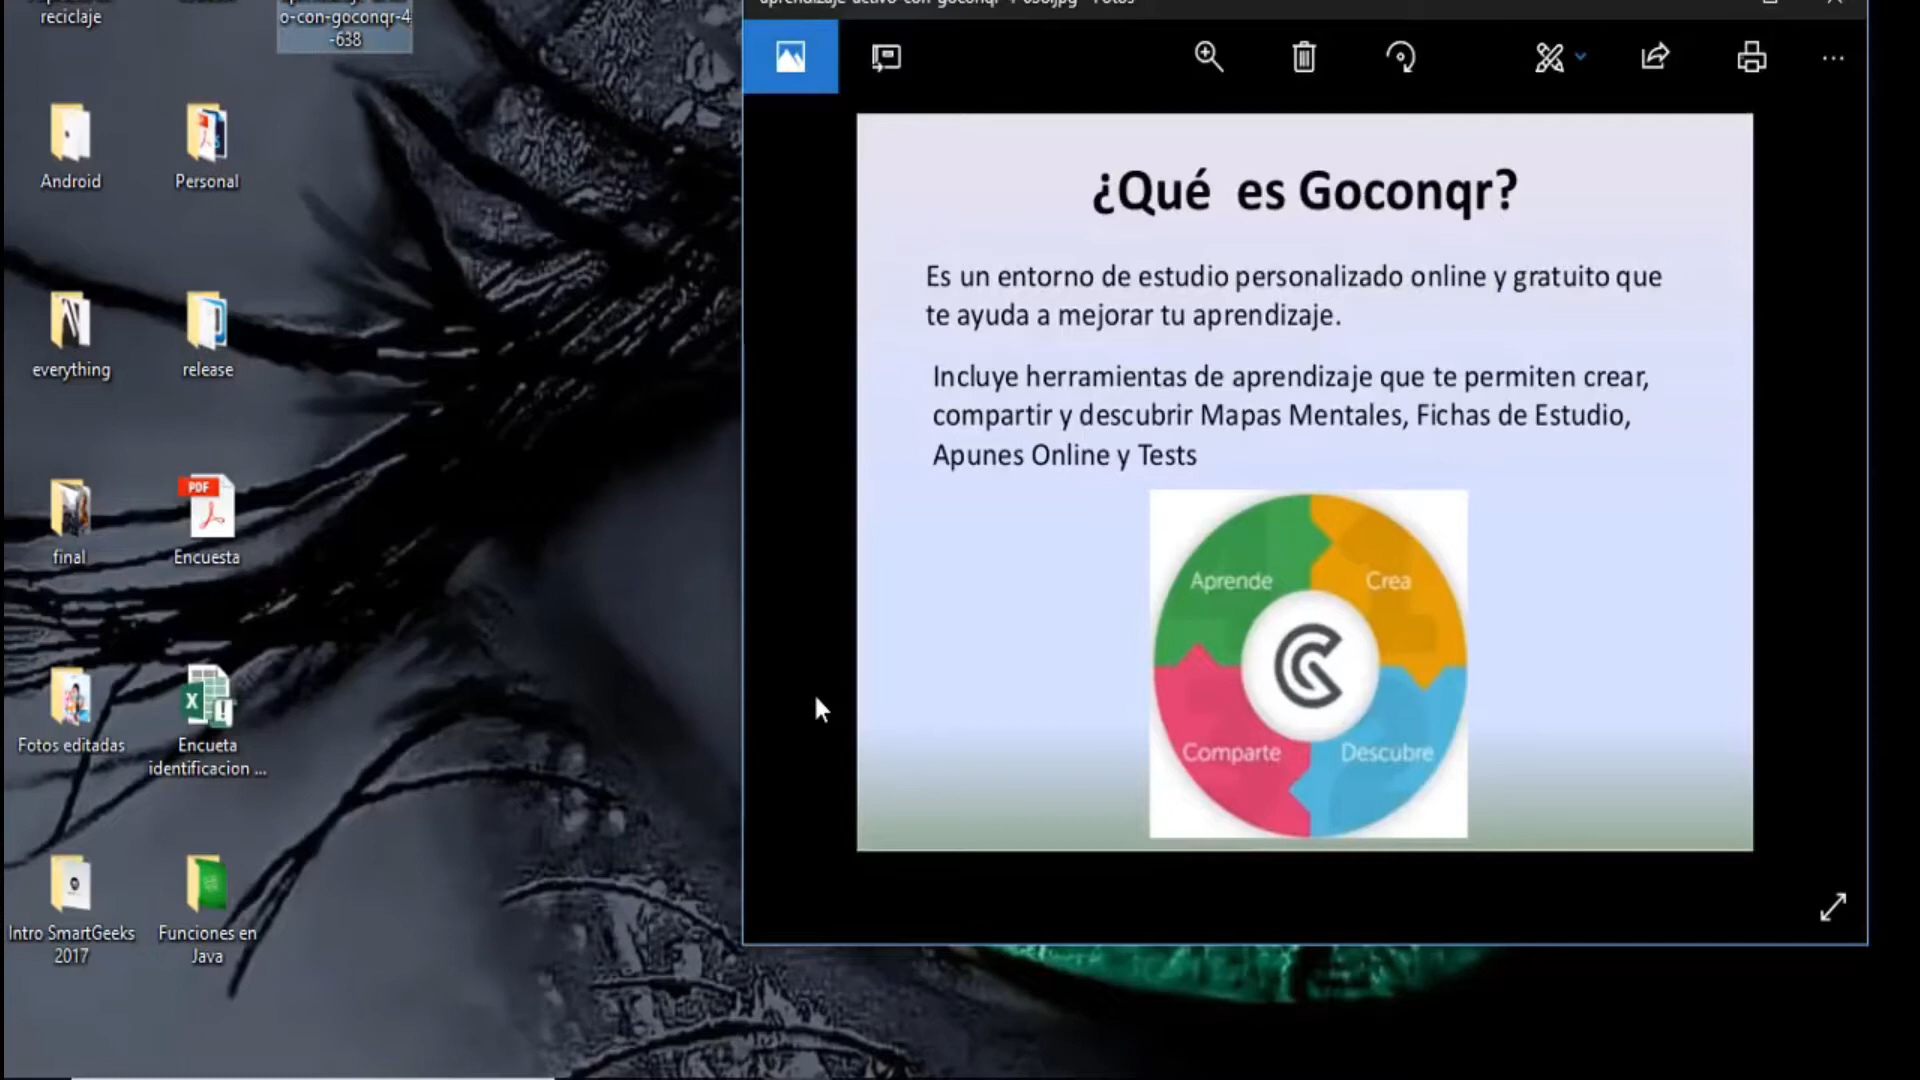 reciclaje
o-con-goconqr-4
-638
Android
Personal
everything
release
final
PDF
Encuesta
Fotos editadas
X
Encueta
identificacion ...
Intro SmartGeeks
2017
Funciones en
Java
¿Qué es Goconqr?
Es un entorno de estudio personalizado online y gratuito que
te ayuda a mejorar tu aprendizaje.
Incluye herramientas de aprendizaje que te permiten crear,
compartir y descubrir Mapas Mentales, Fichas de Estudio,
Apunes Online y Tests
Aprende
Crea
Comparte
Descubre